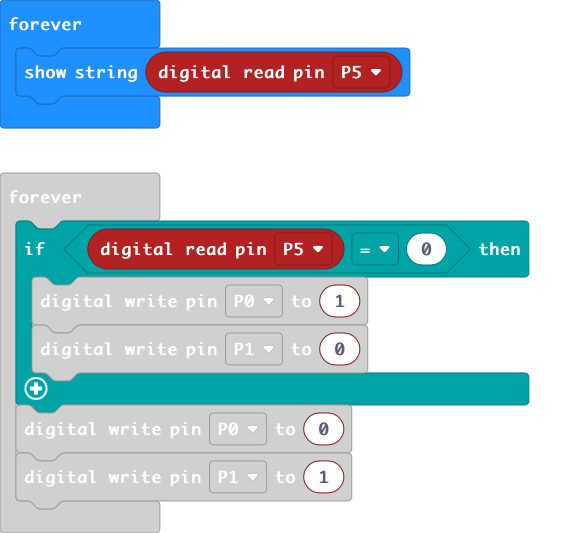 forever
show string digital read pin P5
forever
if digital read pin P5 = 0 then
digital write pin P0 to 1
digital write pin P1 to 0
digital write pin P0 to 0
digital write pin P1 to 1